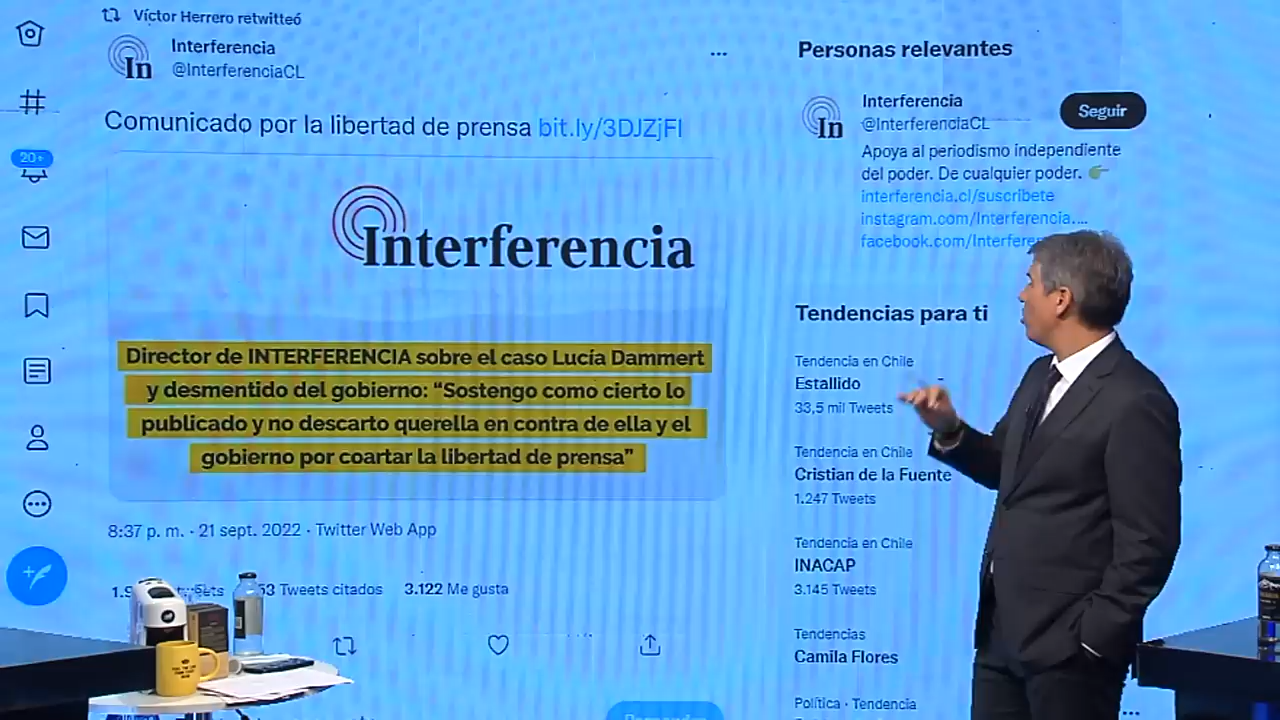 Víctor Herrero retwitteó
In
Interferencia
@InterferenciaCL
Comunicado por la libertad de prensa bit.ly/3DJZjFI
Interferencia
Director de INTERFERENCIA sobre el caso Lucía Dammert
y desmentido del gobierno: “Sostengo como cierto lo
publicado y no descarto querella en contra de ella y el
gobierno por coartar la libertad de prensa”
8:37 p. m. · 21 sept. 2022 · Twitter Web App
Tweets citados 3.122 Me gusta
20+
Personas relevantes
In
Interferencia
@InterferenciaCL
Seguir
Apoya al periodismo independiente
del poder. De cualquier poder.
interferencia.cl/suscribete
instagram.com/Interferencia....
Tendencias para ti
Tendencia en Chile
Estallido
33,5 mil Tweets
Tendencia en Chile
Cristian de la Fuente
1.247 Tweets
Tendencia en Chile
INACAP
3.145 Tweets
Tendencias
Camila Flores
Política · Tendencia